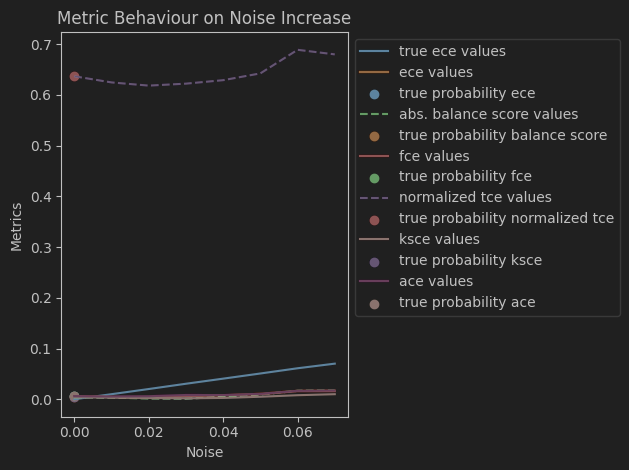 Metric Behaviour on Noise Increase
0.7
0.6
0.5
0.4
0.3
0.2
0.1
0.0
Metrics
0.00 0.02 0.04 0.06
Noise
true ece values
ece values
true probability ece
abs. balance score values
true probability balance score
fce values
true probability fce
normalized tce values
true probability normalized tce
ksce values
true probability ksce
ace values
true probability ace